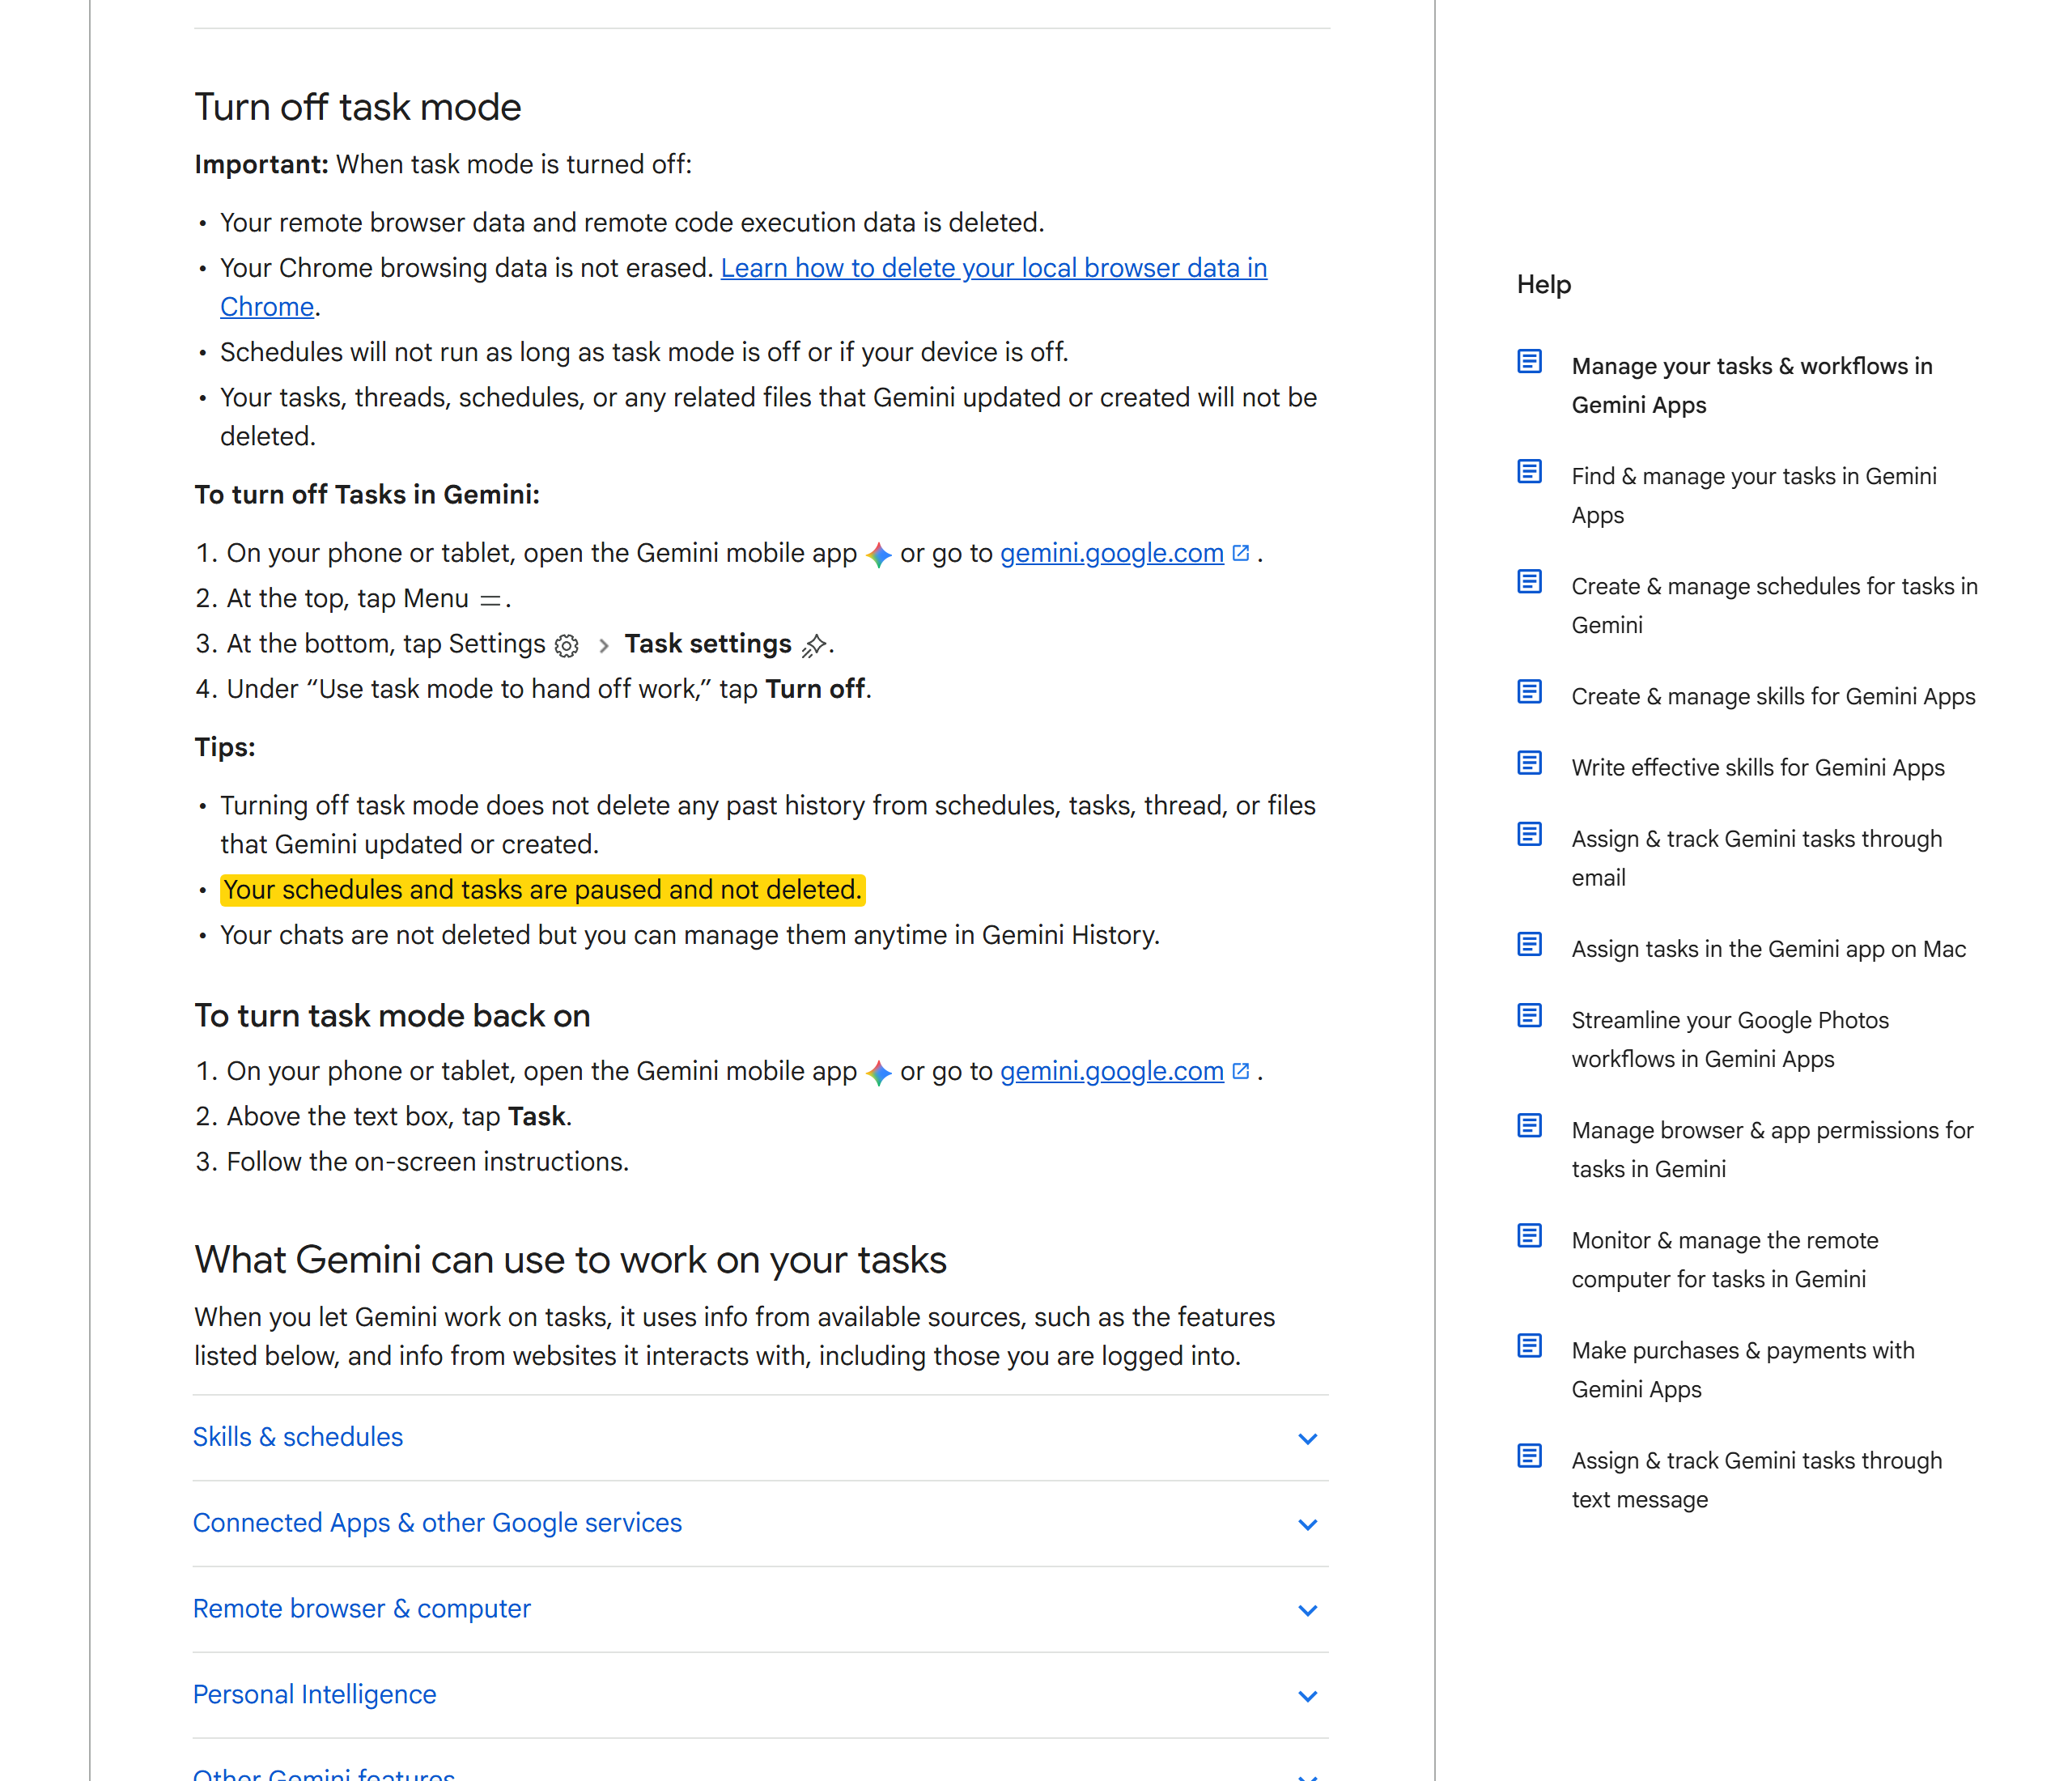 Turn off task mode
Important: When task mode is turned off:
• Your remote browser data and remote code execution data is deleted.
• Your Chrome browsing data is not erased. Learn how to delete your local browser data in
Chrome.
• Schedules will not run as long as task mode is off or if your device is off.
• Your tasks, threads, schedules, or any related files that Gemini updated or created will not be
deleted.
To turn off Tasks in Gemini:
1. On your phone or tablet, open the Gemini mobile app or go to gemini.google.com .
2. At the top, tap Menu .
3. At the bottom, tap Settings > Task settings .
4. Under “Use task mode to hand off work,” tap Turn off.
Tips:
• Turning off task mode does not delete any past history from schedules, tasks, thread, or files
that Gemini updated or created.
• Your schedules and tasks are paused and not deleted.
• Your chats are not deleted but you can manage them anytime in Gemini History.
To turn task mode back on
1. On your phone or tablet, open the Gemini mobile app or go to gemini.google.com .
2. Above the text box, tap Task.
3. Follow the on-screen instructions.
What Gemini can use to work on your tasks
When you let Gemini work on tasks, it uses info from available sources, such as the features
listed below, and info from websites it interacts with, including those you are logged into.
Skills & schedules
Connected Apps & other Google services
Remote browser & computer
Personal Intelligence
Other Gemini features
Help
Manage your tasks & workflows in
Gemini Apps
Find & manage your tasks in Gemini
Apps
Create & manage schedules for tasks in
Gemini
Create & manage skills for Gemini Apps
Write effective skills for Gemini Apps
Assign & track Gemini tasks through
email
Assign tasks in the Gemini app on Mac
Streamline your Google Photos
workflows in Gemini Apps
Manage browser & app permissions for
tasks in Gemini
Monitor & manage the remote
computer for tasks in Gemini
Make purchases & payments with
Gemini Apps
Assign & track Gemini tasks through
text message